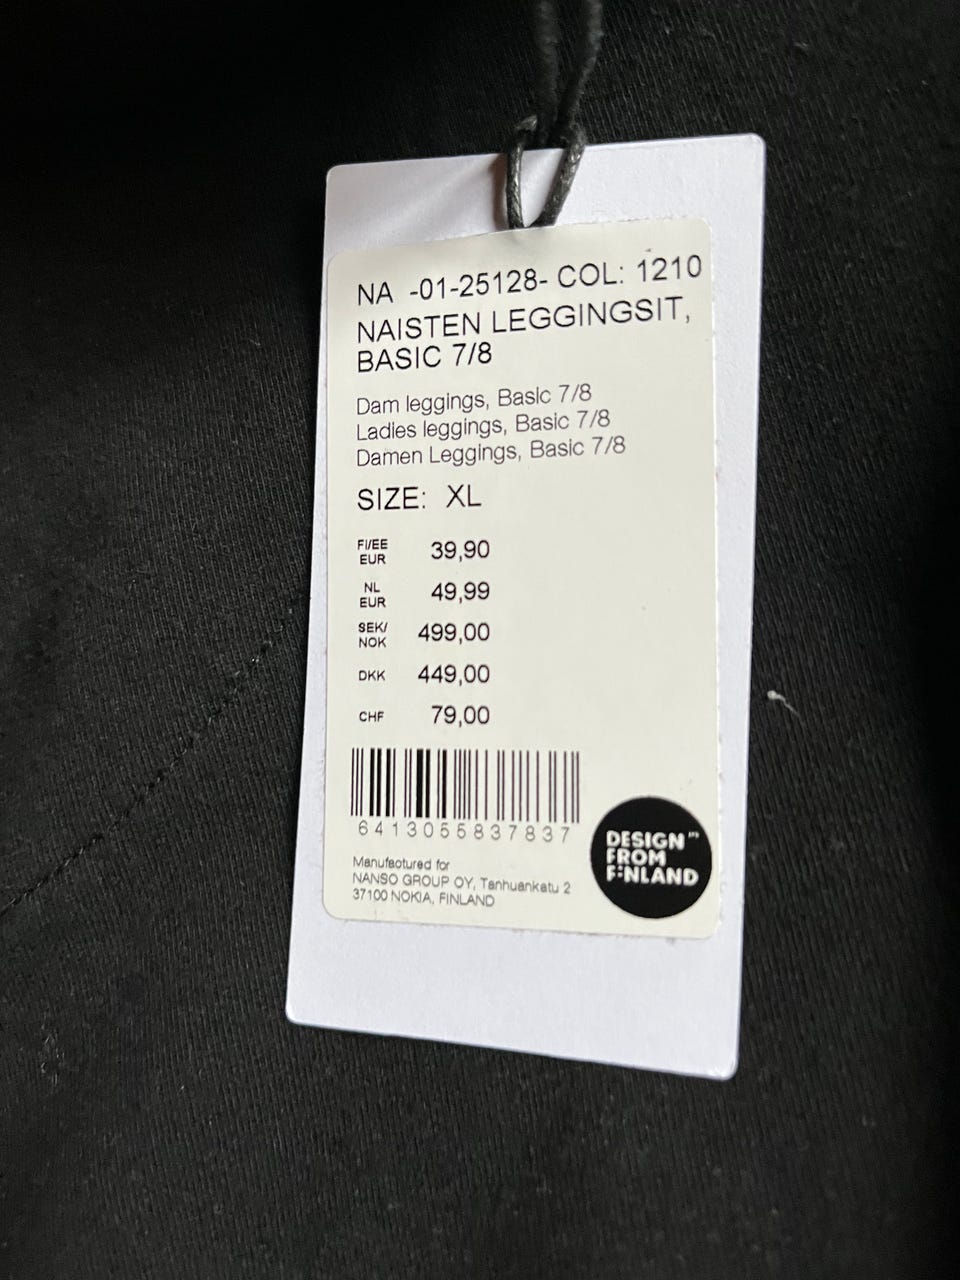 NA -01-25128- COL: 1210
NAISTEN LEGGINGSIT,
BASIC 7/8
Dam leggings, Basic 7/8
Ladies leggings, Basic 7/8
Damen Leggings, Basic 7/8
SIZE: XL
FI/EE
EUR 39,90
NL
EUR 49,99
SEK/
NOK 499,00
DKK 449,00
CHF 79,00
6413055837837
Manufactured for
NANSO GROUP OY, Tanhuankatu 2
37100 NOKIA, FINLAND
DESIGN
FROM
FINLAND